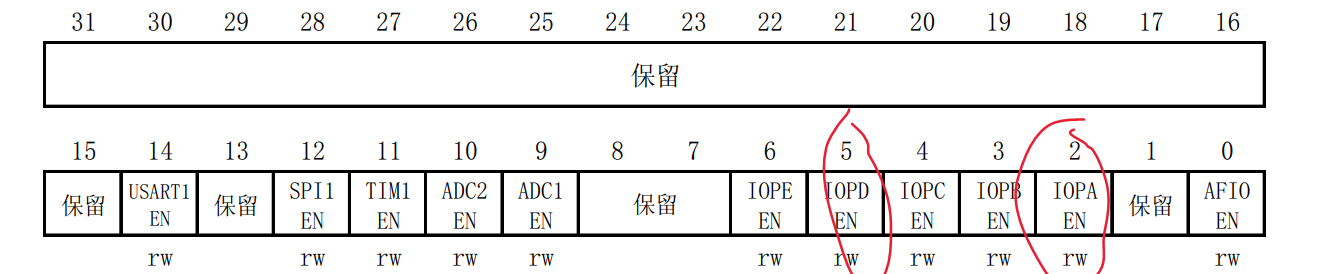 31 30 29 28 27 26 25 24 23 22 21 20 19 18 17 16
保留
15 14 13 12 11 10 9 8 7 6 5 4 3 2 1 0
保留 USART1 保留 SPI1 TIM1 ADC2 ADC1 保留 IOPE IOPD IOPC IOPB IOPA 保留 AFIO
EN EN EN EN EN EN EN EN EN EN EN
rw rw rw rw rw rw rw rw rw rw rw